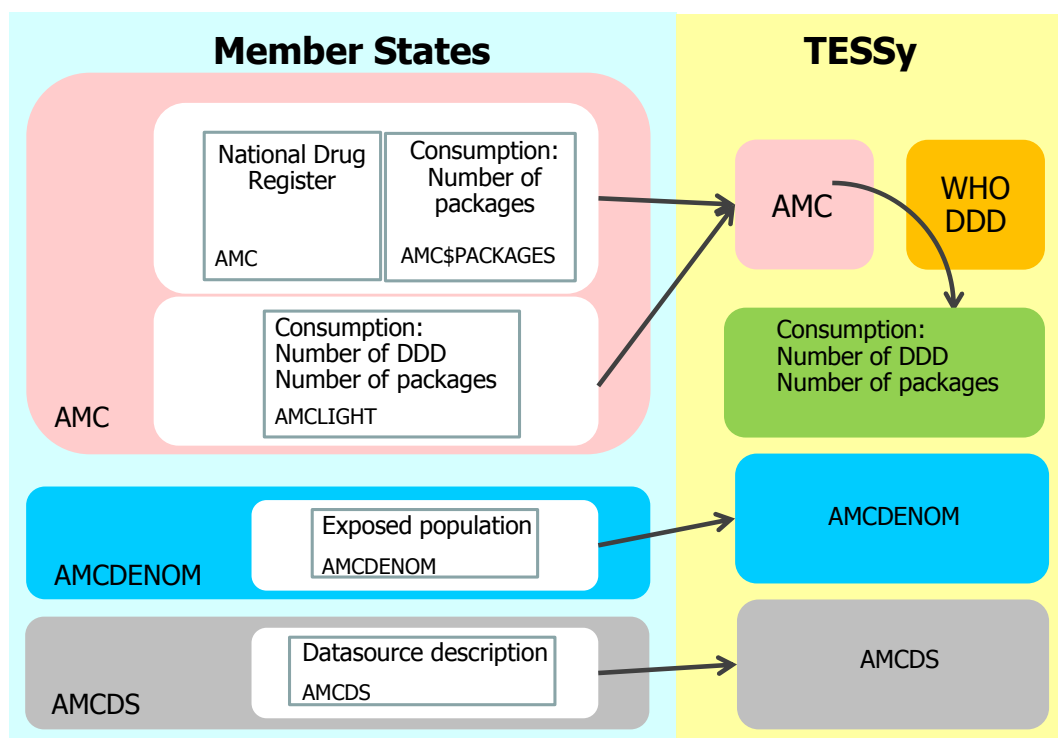 Member States
National Drug
Register
AMC
Consumption:
Number of
packages
AMC$PACKAGES
Consumption:
Number of DDD
Number of packages
AMCLIGHT
AMC
Exposed population
AMCDENOM
AMCDENOM
Datasource description
AMCDS
AMCDS
TESSy
AMC
WHO
DDD
Consumption:
Number of DDD
Number of packages
AMCDENOM
AMCDS